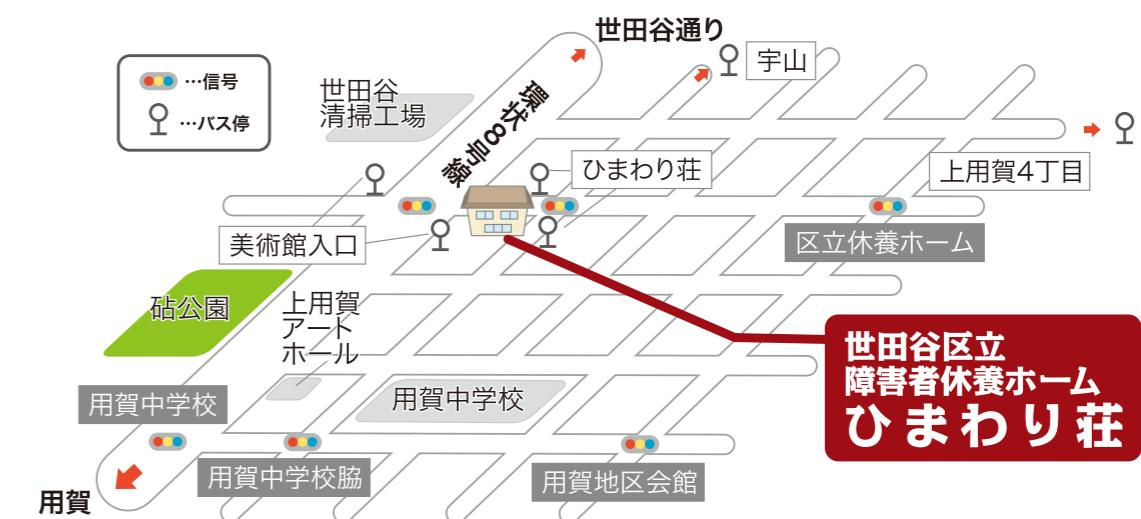 世田谷通り
宇山
…信号
…バス停
世田谷
清掃工場
環状8号線
ひまわり荘
上用賀4丁目
美術館入口
区立休養ホーム
砧公園
上用賀
アート
ホール
世田谷区立
障害者休養ホーム
ひまわり荘
用賀中学校
用賀中学校
用賀中学校脇
用賀地区会館
用賀